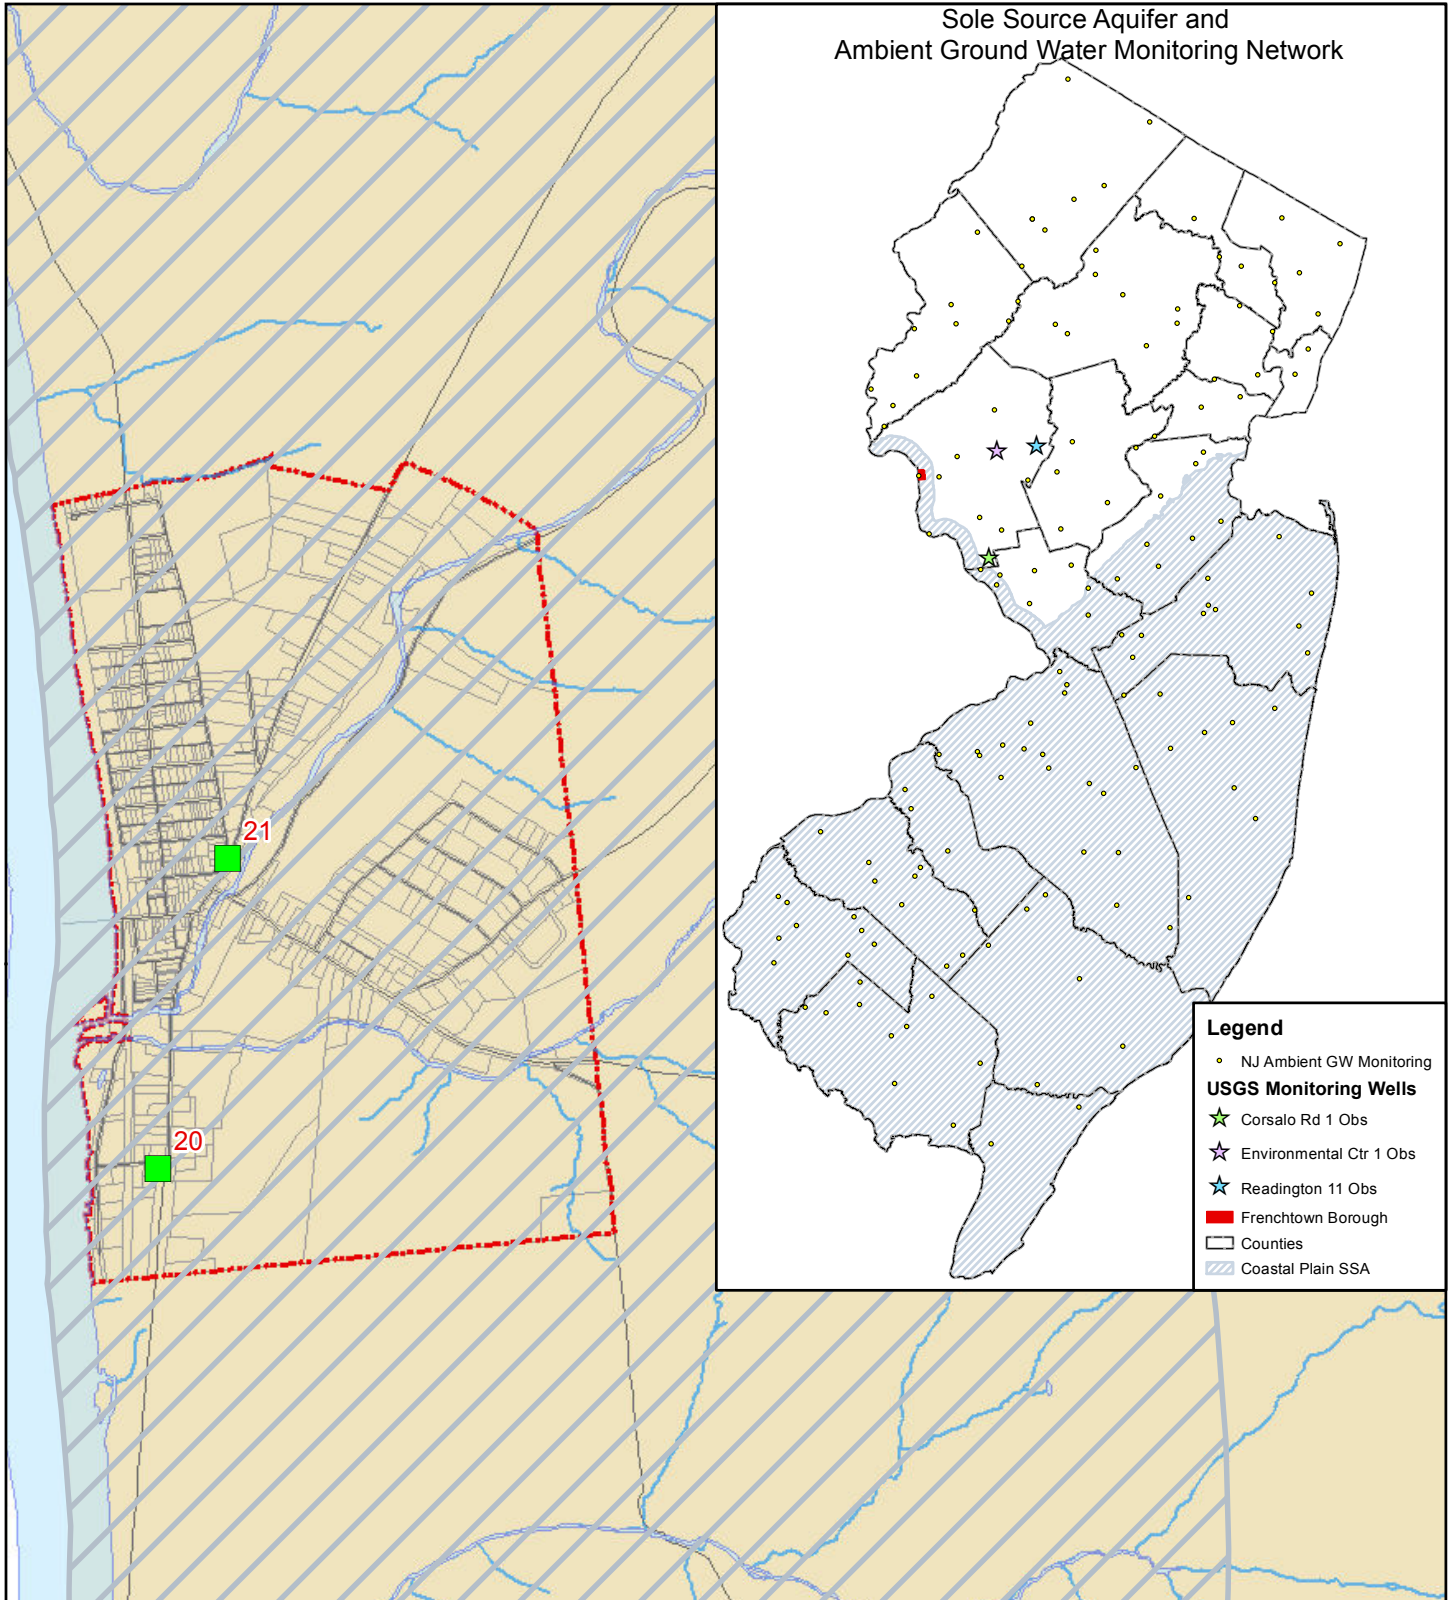 Sole Source Aquifer and
Ambient Ground Water Monitoring Network
21
20
Legend
NJ Ambient GW Monitoring
USGS Monitoring Wells
Corsalo Rd 1 Obs
Environmental Ctr 1 Obs
Readington 11 Obs
Frenchtown Borough
Counties
Coastal Plain SSA